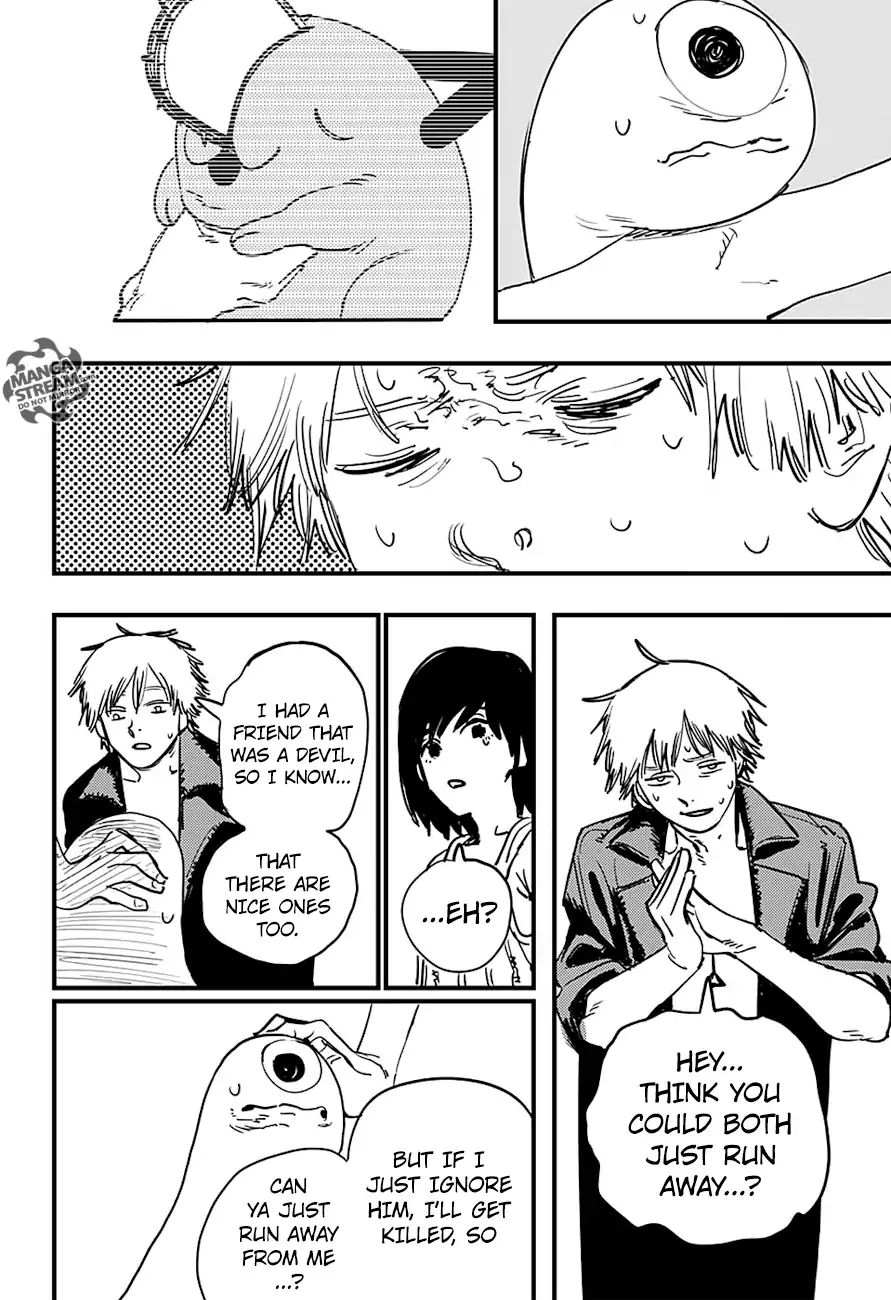 MANGA
STREAM.com
DO NOT MIRROR
HEY...
THINK YOU
COULD BOTH
JUST RUN
AWAY...?
...EH?
I HAD A
FRIEND THAT
WAS A DEVIL,
SO I KNOW...
THAT
THERE ARE
NICE ONES
TOO.
BUT IF I
JUST IGNORE
HIM, I'LL GET
KILLED, SO
CAN
YA JUST
RUN AWAY
FROM ME
...?